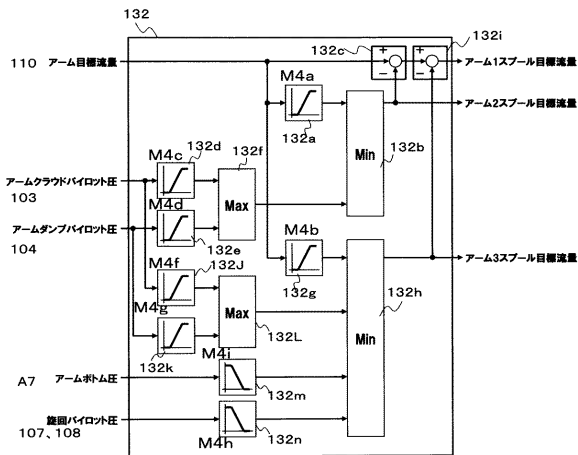 132
132c
132i
110 アーム目標流量
アーム1スプール目標流量
M4a
132a
アーム2スプール目標流量
Min
132b
M4c
132d
132f
アームクラウドパイロット圧
103
Max
M4d
アームダンプパイロット圧
104
132e
M4b
132g
アーム3スプール目標流量
M4f
132J
132h
M4g
Max
Min
132k
132L
M4i
A7 アームボトム圧
132m
旋回パイロット圧
107、108
M4h
132n